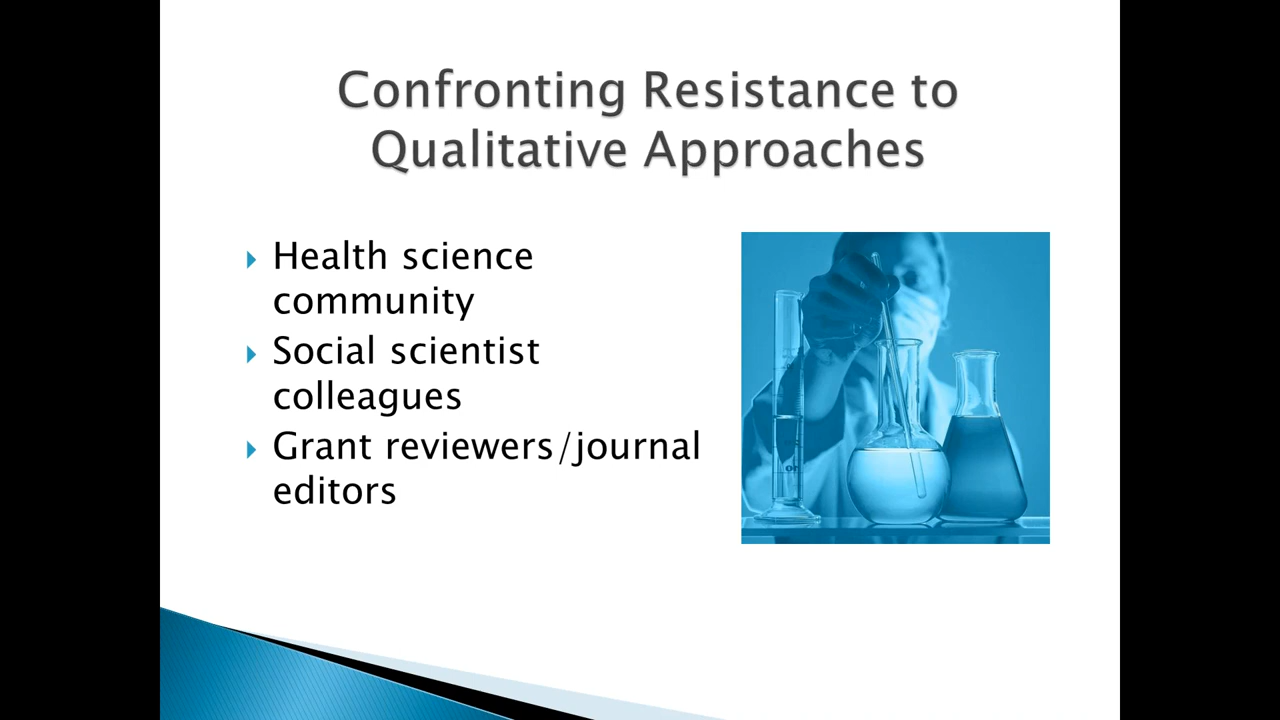 Confronting Resistance to
Qualitative Approaches
Health science
community
Social scientist
colleagues
Grant reviewers/journal
editors